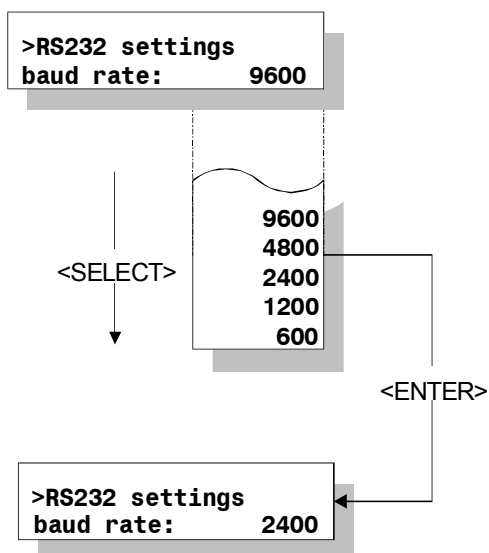 >RS232 settings
baud rate: 9600
9600
4800
<SELECT>
2400
1200
600
<ENTER>
>RS232 settings
baud rate: 2400